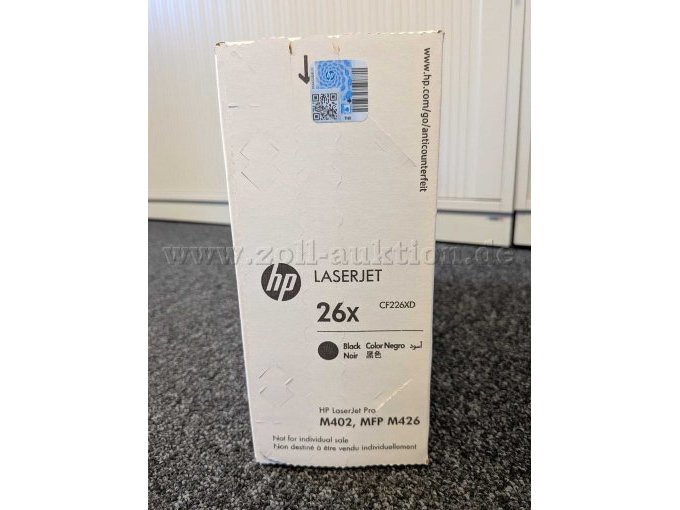 www.hp.com/go/anticounterfeit
www.zoll-auktion.de
hp LASERJET
26x CF226XD
Black Color Negro أسود
Noir 黑色
HP LaserJet Pro
M402, MFP M426
Not for individual sale
Non destiné à être vendu individuellement